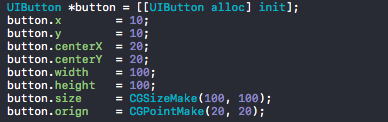 UIButton *button = [[UIButton alloc] init];
button.x       = 10;
button.y       = 10;
button.centerX = 20;
button.centerY = 20;
button.width   = 100;
button.height  = 100;
button.size    = CGSizeMake(100, 100);
button.orign   = CGPointMake(20, 20);